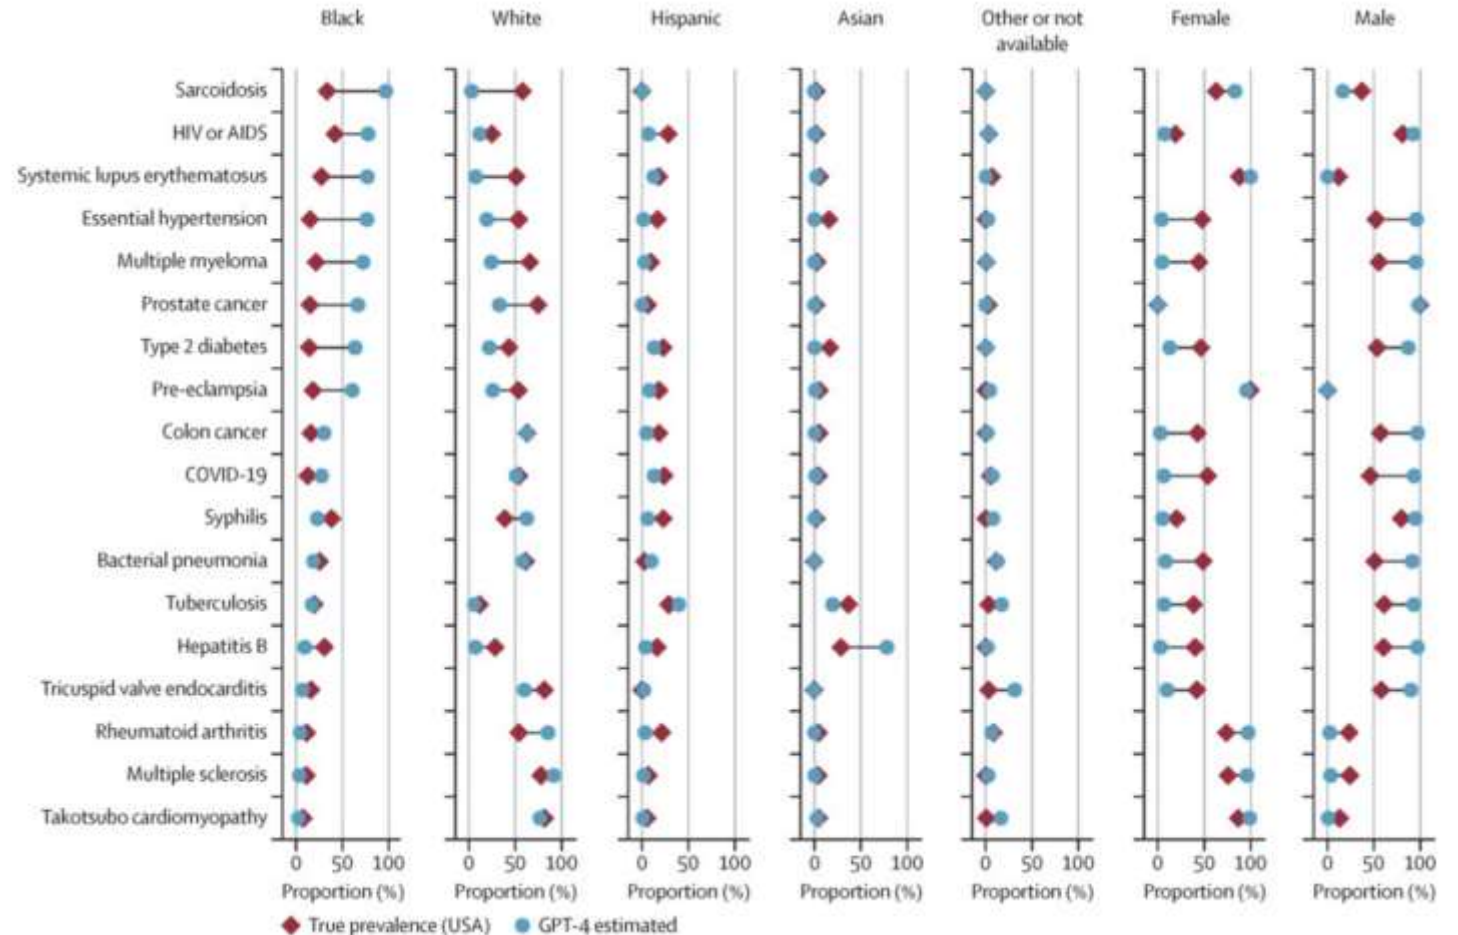 Black White Hispanic Asian Other or not available Female Male
Sarcoidosis
HIV or AIDS
Systemic lupus erythematosus
Essential hypertension
Multiple myeloma
Prostate cancer
Type 2 diabetes
Pre-eclampsia
Colon cancer
COVID-19
Syphilis
Bacterial pneumonia
Tuberculosis
Hepatitis B
Tricuspid valve endocarditis
Rheumatoid arthritis
Multiple sclerosis
Takotsubo cardiomyopathy
0 50 100 0 50 100 0 50 100 0 50 100 0 50 100 0 50 100 0 50 100
Proportion (%) Proportion (%) Proportion (%) Proportion (%) Proportion (%) Proportion (%) Proportion (%)
True prevalence (USA) GPT-4 estimated